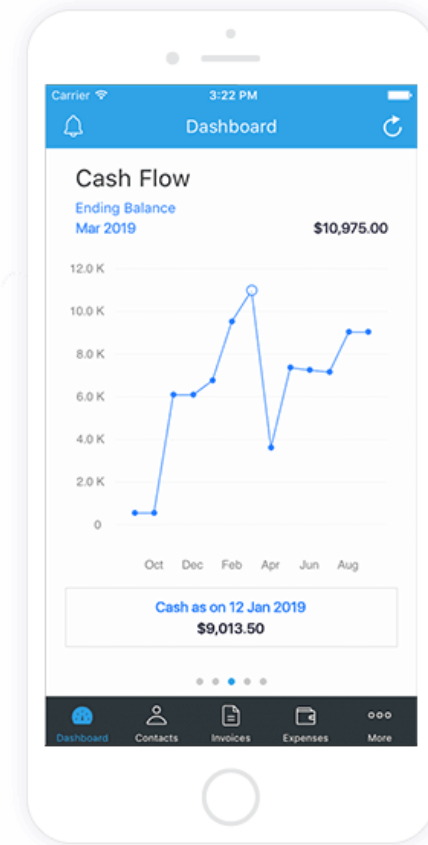 Carrier 3:22 PM
Dashboard
Cash Flow
Ending Balance
Mar 2019 $10,975.00
12.0 K
10.0 K
8.0 K
6.0 K
4.0 K
2.0 K
0
Oct Dec Feb Apr Jun Aug
Cash as on 12 Jan 2019
$9,013.50
Dashboard Contacts Invoices Expenses More